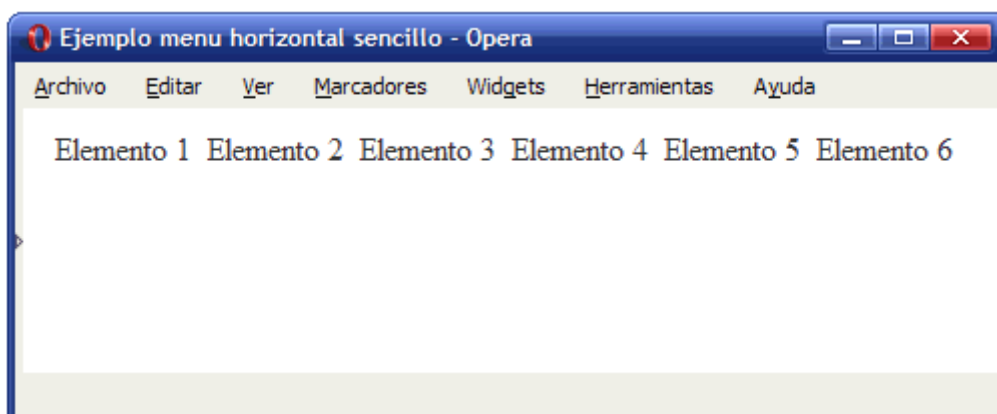 Ejemplo menu horizontal sencillo - Opera
Archivo Editar Ver Marcadores Widgets Herramientas Ayuda
Elemento 1 Elemento 2 Elemento 3 Elemento 4 Elemento 5 Elemento 6